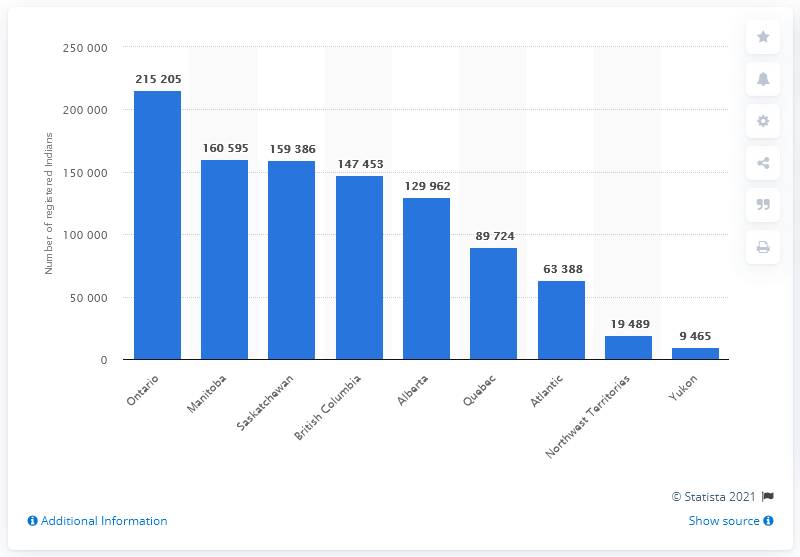 250 000
200 000
150 000
100 000
50 000
0
Number of registered Indians
215 205
160 595
159 386
147 453
129 962
89 724
63 388
19 489
9 465
Ontario
Manitoba
Saskatchewan
British Columbia
Alberta
Quebec
Atlantic
Northwest Territories
Yukon
© Statista 2021
Additional Information
Show source